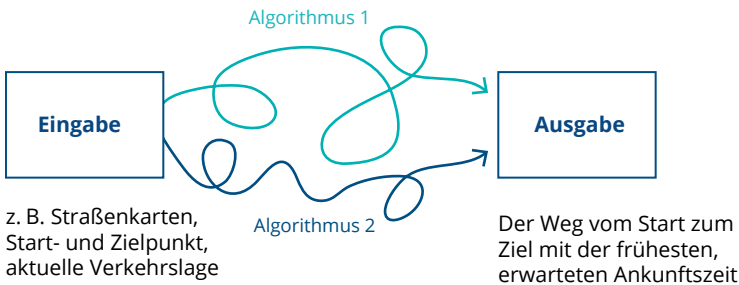 Algorithmus 1
Eingabe
Ausgabe
Algorithmus 2
z. B. Straßenkarten,
Start- und Zielpunkt,
aktuelle Verkehrslage
Der Weg vom Start zum
Ziel mit der frühesten,
erwarteten Ankunftszeit